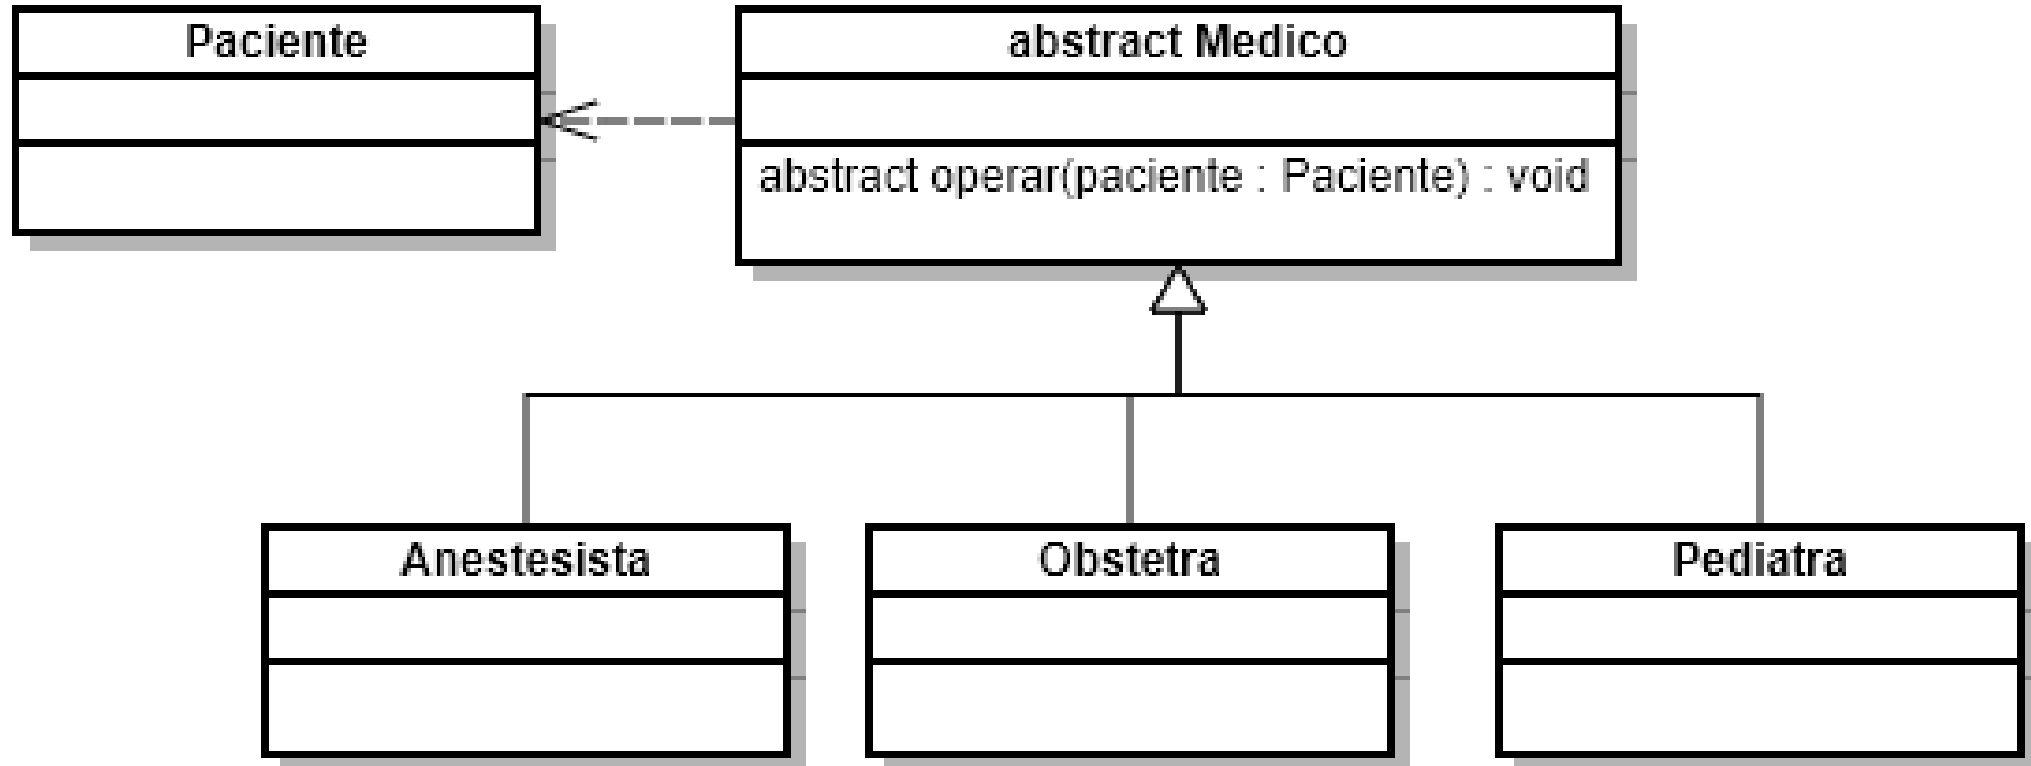 Paciente
abstract Medico
abstract operar(paciente : Paciente) : void
Anestesista
Obstetra
Pediatra